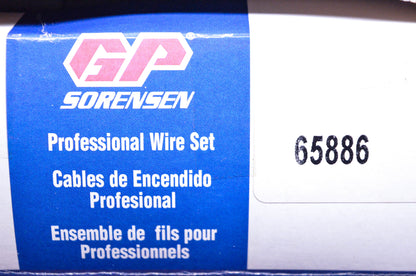 GP
SORENSEN
Professional Wire Set
Cables de Encendido
Profesional
Ensemble de fils pour
Professionnels
65886